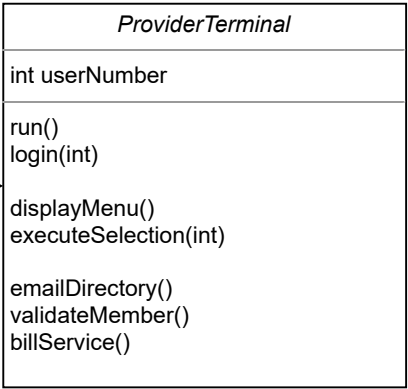 ProviderTerminal
int userNumber
run()
login(int)
displayMenu()
executeSelection(int)
emailDirectory()
validateMember()
billService()